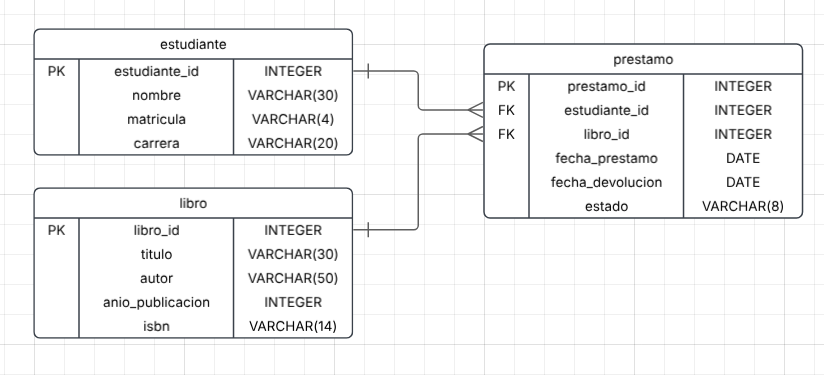 estudiante
PK estudiante_id INTEGER
nombre VARCHAR(30)
matricula VARCHAR(4)
carrera VARCHAR(20)
libro
PK libro_id INTEGER
titulo VARCHAR(30)
autor VARCHAR(50)
anio_publicacion INTEGER
isbn VARCHAR(14)
prestamo
PK prestamo_id INTEGER
FK estudiante_id INTEGER
FK libro_id INTEGER
fecha_prestamo DATE
fecha_devolucion DATE
estado VARCHAR(8)